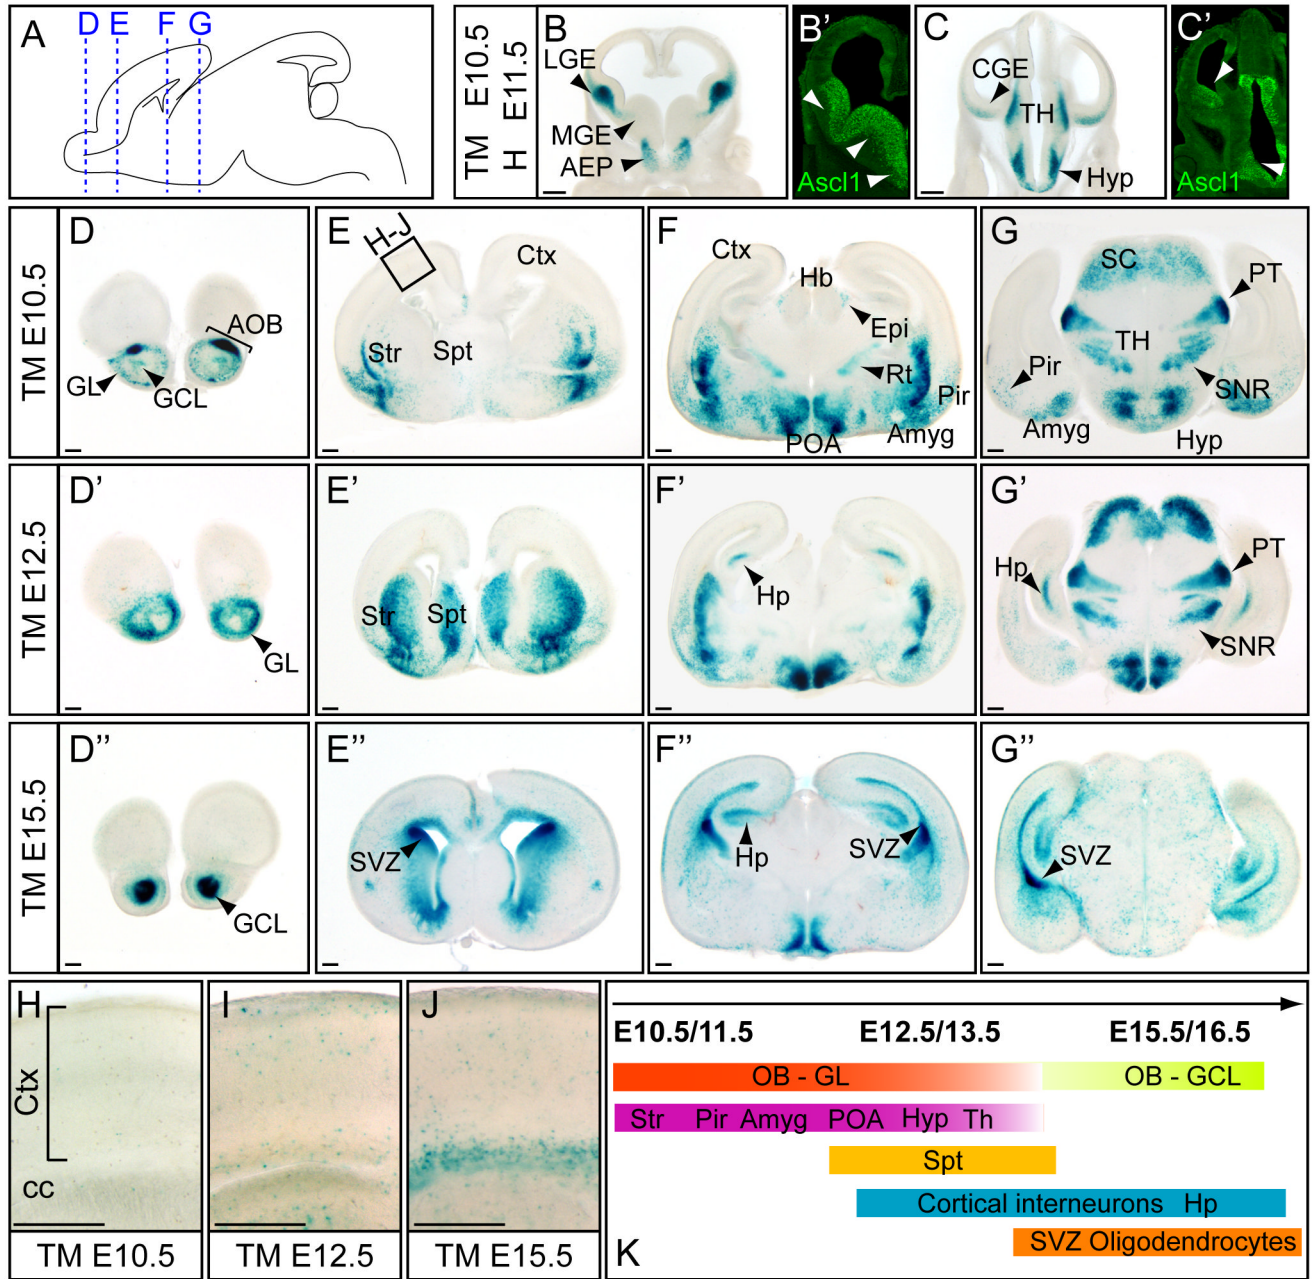 A
D E F G
TM E10.5
H E11.5
B
LGE
MGE
AEP
B’
Ascl1
C
CGE
TH
Hyp
C’
Ascl1
TM E10.5
D
AOB
GL
GCL
E
H-J
Ctx
Str
Spt
F
Ctx
Hb
Epi
Rt
Pir
POA
Amyg
G
SC
PT
TH
Pir
SNR
Amyg
Hyp
TM E12.5
D’
GL
E’
Str
Spt
F’
Hp
G’
Hp
PT
SNR
TM E15.5
D’’
GCL
E’’
SVZ
F’’
Hp
SVZ
G’’
SVZ
H
Ctx
cc
TM E10.5
I
TM E12.5
J
TM E15.5
E10.5/11.5 E12.5/13.5 E15.5/16.5
OB - GL OB - GCL
Str Pir Amyg POA Hyp Th
Spt
Cortical interneurons Hp
SVZ Oligodendrocytes
K